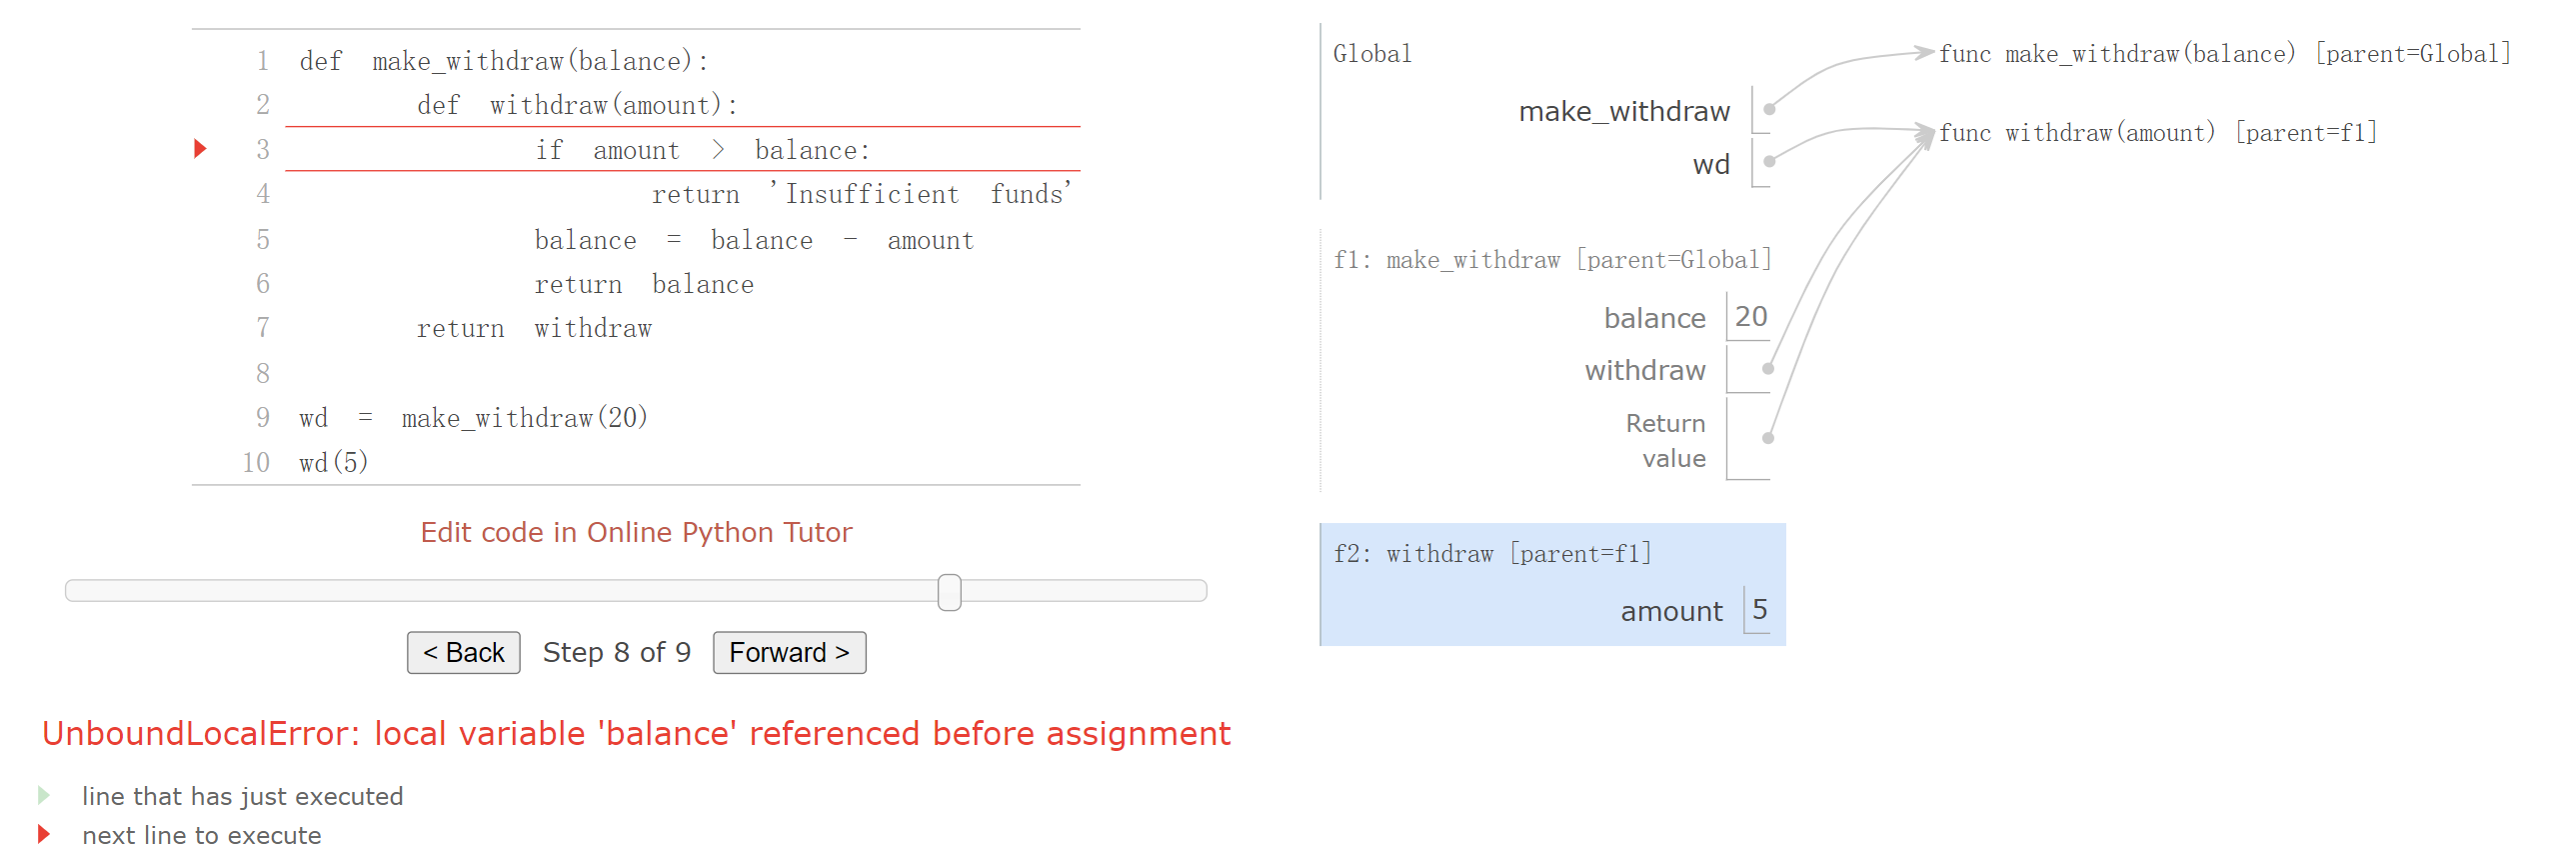 1 def make_withdraw(balance):
2 def withdraw(amount):
3 if amount > balance:
4 return 'Insufficient funds'
5 balance = balance - amount
6 return balance
7 return withdraw
8
9 wd = make_withdraw(20)
10 wd(5)
Edit code in Online Python Tutor
< Back Step 8 of 9 Forward >
UnboundLocalError: local variable 'balance' referenced before assignment
line that has just executed
next line to execute
Global
make_withdraw
wd
func make_withdraw(balance) [parent=Global]
func withdraw(amount) [parent=f1]
f1: make_withdraw [parent=Global]
balance 20
withdraw
Return
value
f2: withdraw [parent=f1]
amount 5